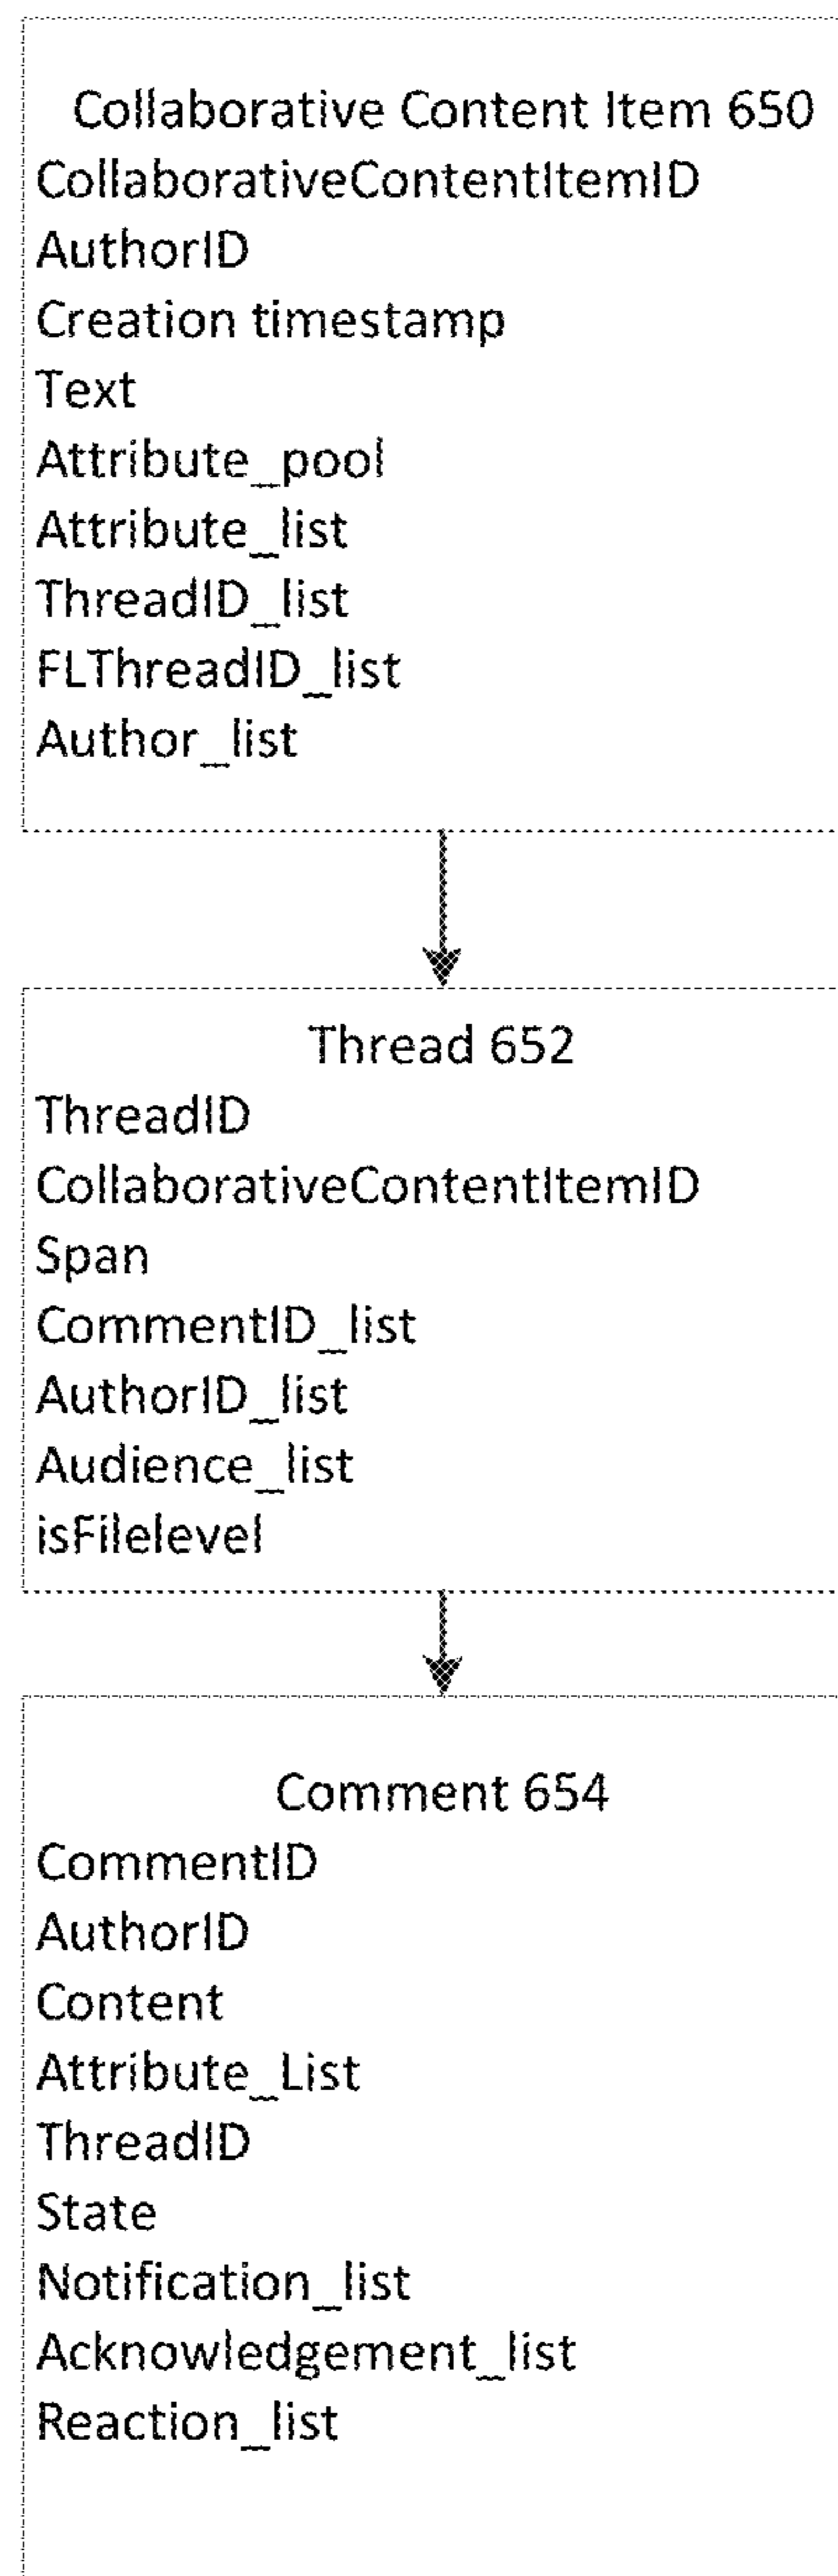 Collaborative Content Item 650
CollaborativeContentItemID
AuthorID
Creation timestamp
Text
Attribute_pool
Attribute_list
ThreadID_list
FLThreadID_list
Author_list
Thread 652
ThreadID
CollaborativeContentItemID
Span
CommentID_list
AuthorID_list
Audience_list
isFilelevel
Comment 654
CommentID
AuthorID
Content
Attribute_List
ThreadID
State
Notification_list
Acknowledgement_list
Reaction_list